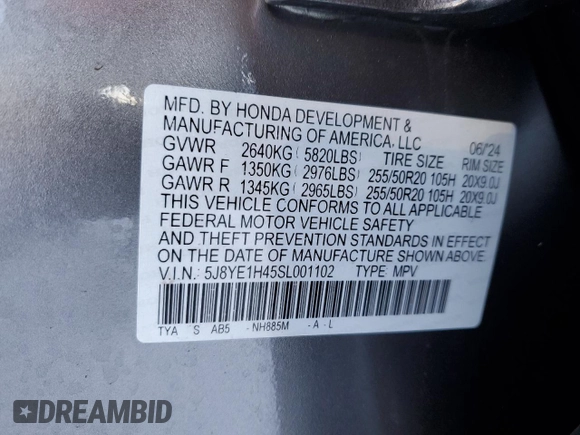 MFD. BY HONDA DEVELOPMENT &
MANUFACTURING OF AMERICA, LLC 06/'24
GVWR 2640KG (5820LBS) TIRE SIZE RIM SIZE
GAWR F 1350KG (2976LBS) 255/50R20 105H 20X9.0J
GAWR R 1345KG (2965LBS) 255/50R20 105H 20X9.0J
THIS VEHICLE CONFORMS TO ALL APPLICABLE
FEDERAL MOTOR VEHICLE SAFETY
AND THEFT PREVENTION STANDARDS IN EFFECT
ON THE DATE OF MANUFACTURE SHOWN ABOVE.
V.I.N.: 5J8YE1H45SL001102 TYPE: MPV
TYA S AB5 - NH885M - A - L
DREAMBID